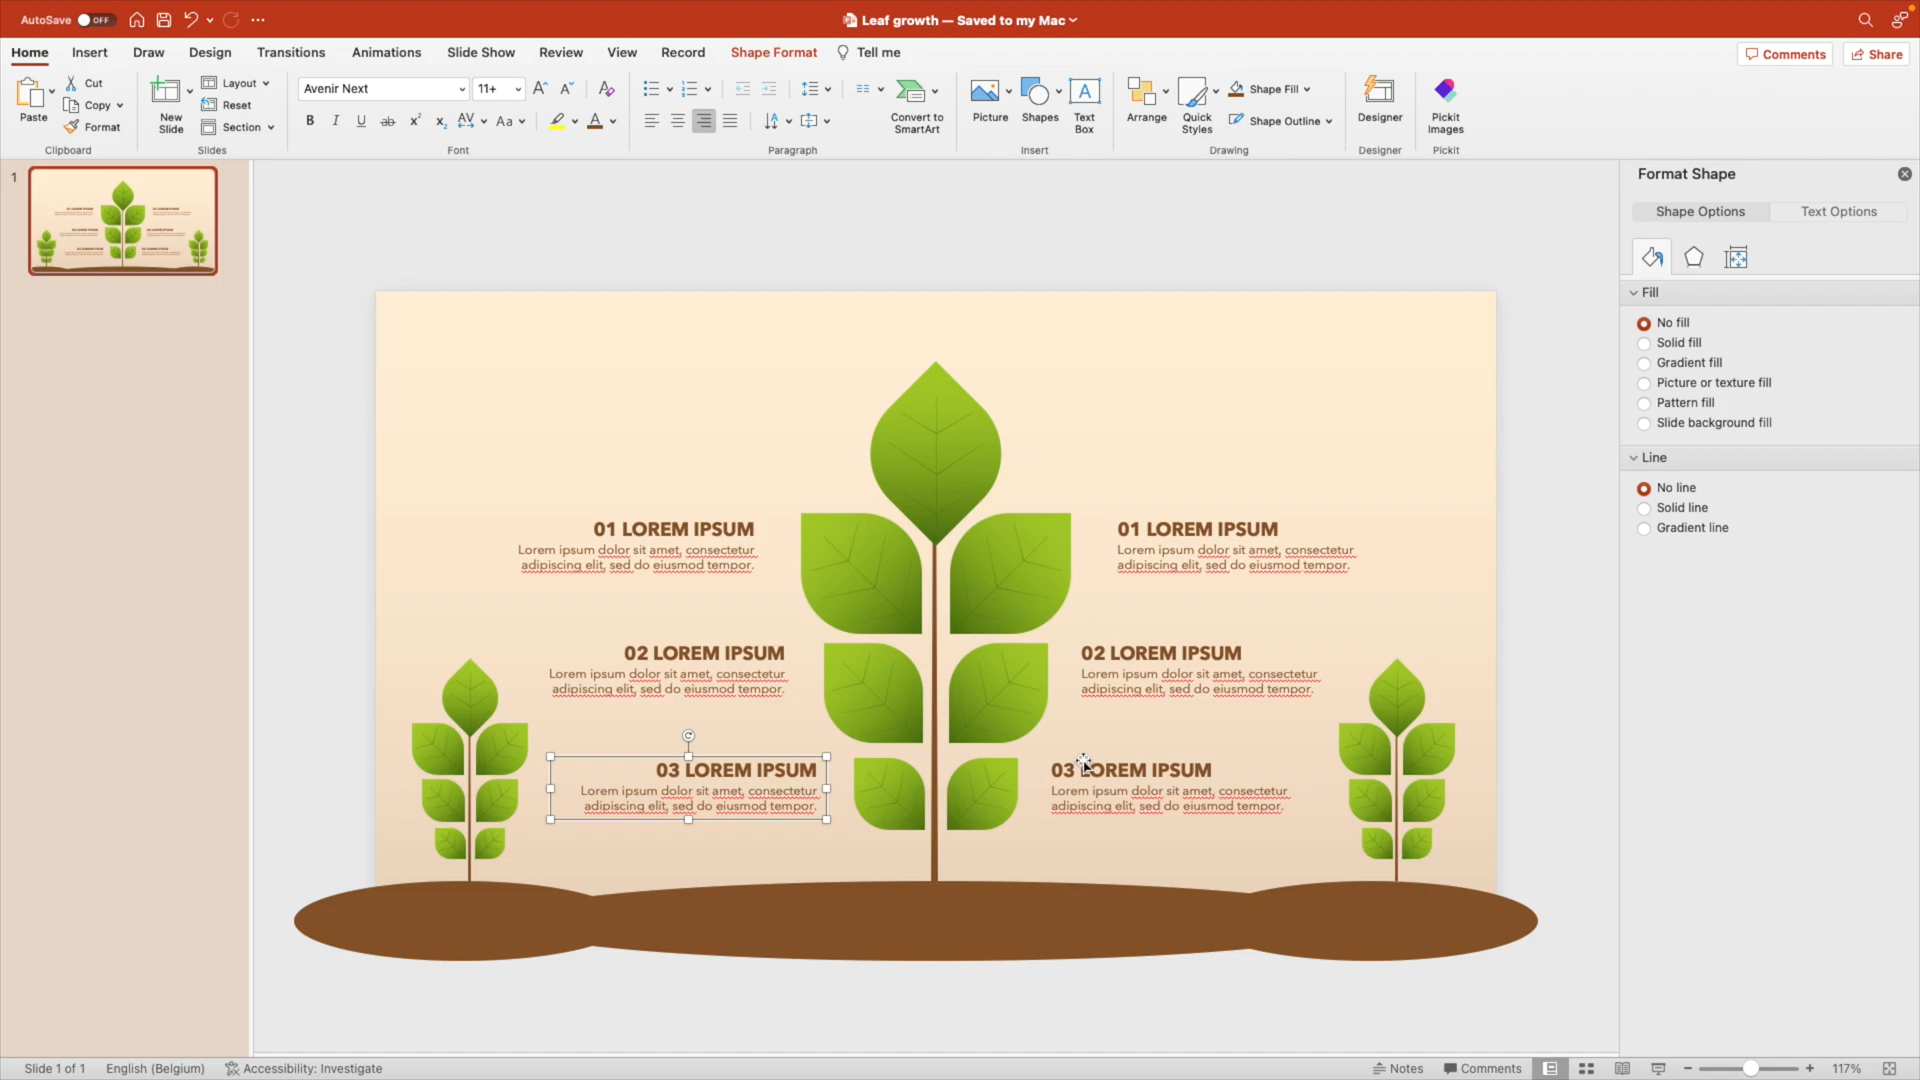 AutoSave OFF
Leaf growth — Saved to my Mac
Home Insert Draw Design Transitions Animations Slide Show Review View Record Shape Format Tell me
Comments Share
Paste
Cut
Copy
Format
Clipboard
New Slide
Layout
Reset
Section
Slides
Avenir Next 11+
B I U ab x² x₂ AV Aa A
Font
Convert to SmartArt
Paragraph
Picture Shapes Text Box
Insert
Arrange Quick Styles
Shape Fill
Shape Outline
Drawing
Designer
Designer
Pickit Images
Pickit
1
Format Shape
Shape Options Text Options
Fill
No fill
Solid fill
Gradient fill
Picture or texture fill
Pattern fill
Slide background fill
Line
No line
Solid line
Gradient line
01 LOREM IPSUM
Lorem ipsum dolor sit amet, consectetur
adipiscing elit, sed do eiusmod tempor.
01 LOREM IPSUM
Lorem ipsum dolor sit amet, consectetur
adipiscing elit, sed do eiusmod tempor.
02 LOREM IPSUM
Lorem ipsum dolor sit amet, consectetur
adipiscing elit, sed do eiusmod tempor.
02 LOREM IPSUM
Lorem ipsum dolor sit amet, consectetur
adipiscing elit, sed do eiusmod tempor.
03 LOREM IPSUM
Lorem ipsum dolor sit amet, consectetur
adipiscing elit, sed do eiusmod tempor.
03 LOREM IPSUM
Lorem ipsum dolor sit amet, consectetur
adipiscing elit, sed do eiusmod tempor.
Slide 1 of 1 English (Belgium) Accessibility: Investigate
Notes Comments 117%